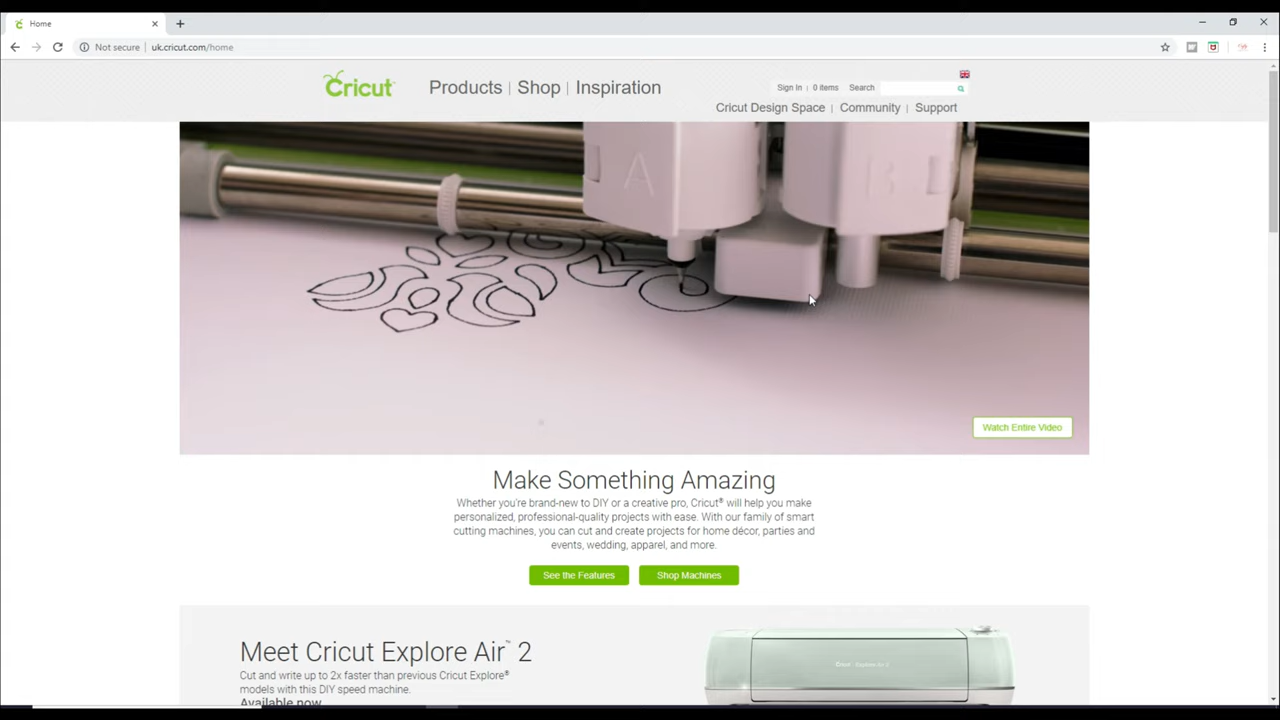 Home
Not secure | uk.cricut.com/home
Cricut™
Products | Shop | Inspiration
Sign In | 0 items Search
Cricut Design Space | Community | Support
A B
Watch Entire Video
Make Something Amazing
Whether you're brand-new to DIY or a creative pro, Cricut® will help you make
personalized, professional-quality projects with ease. With our family of smart
cutting machines, you can cut and create projects for home décor, parties and
events, wedding, apparel, and more.
See the Features Shop Machines
Meet Cricut Explore Air™ 2
Cut and write up to 2x faster than previous Cricut Explore®
models with this DIY speed machine.
Available now
Cricut Explore Air 2